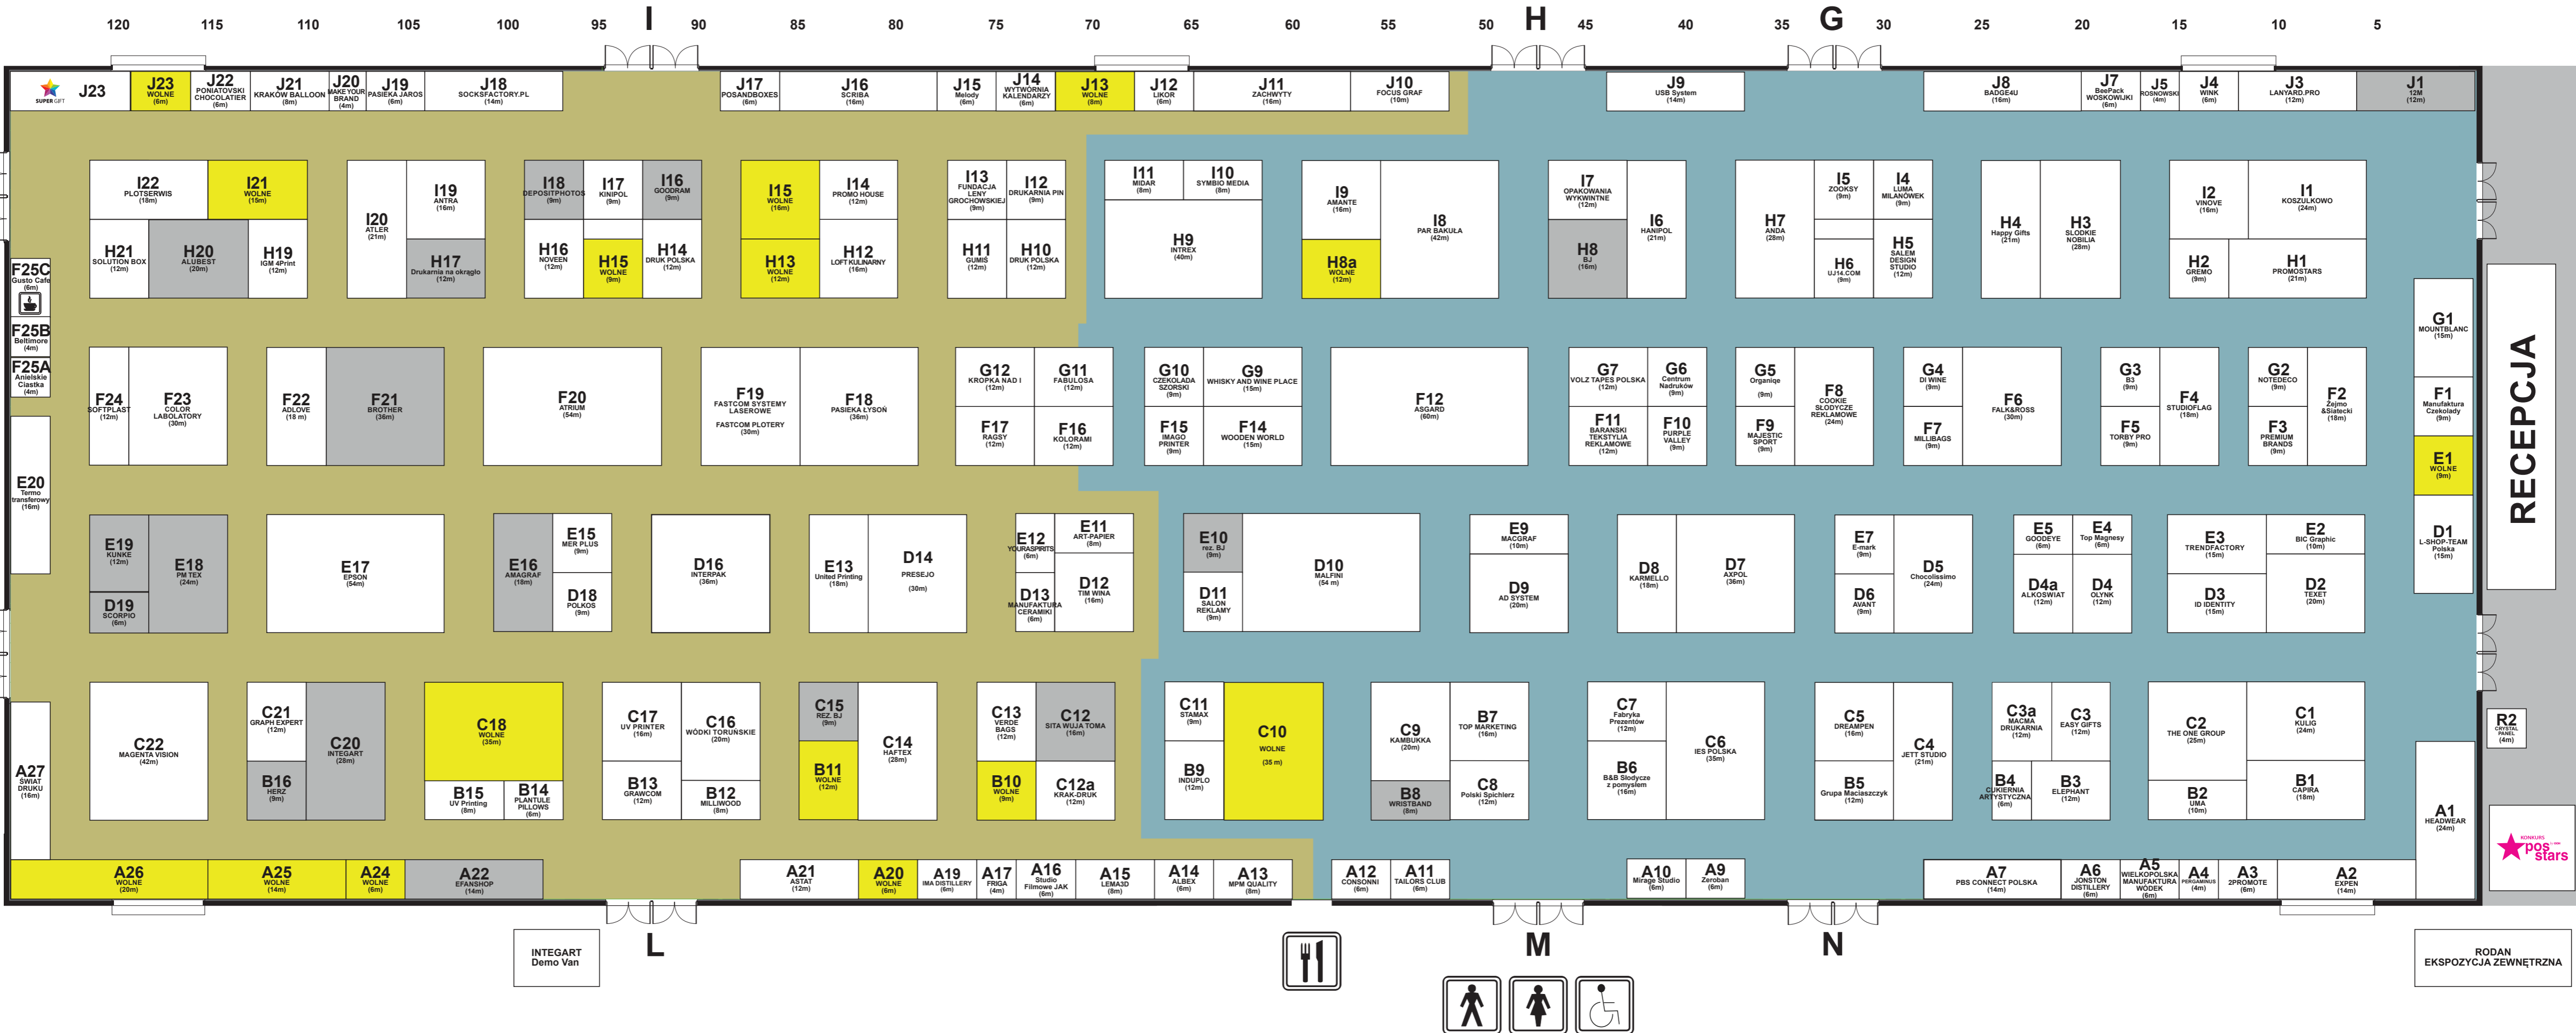 120 115 110 105 100 95 I 90 85 80 75 70 65 60 55 50 H 45 40 35 G 30 25 20 15 10 5
SUPER GIFT
J23
J23
WOLNE
(6m)
J22
PONIATOVSKI
CHOCOLATIER
(6m)
J21
KRAKÓW BALLOON
(8m)
J20
MAKE YOUR
BRAND
(4m)
J19
PASIEKA JAROS
(6m)
J18
SOCKSFACTORY.PL
(14m)
J17
POSANDBOXES
(6m)
J16
SCRIBA
(16m)
J15
Melody
(6m)
J14
WYTWÓRNIA
KALENDARZY
(6m)
J13
WOLNE
(8m)
J12
LIKOR
(6m)
J11
ZACHWYTY
(16m)
J10
FOCUS GRAF
(10m)
J9
USB System
(14m)
J8
BADGE4U
(16m)
J7
BeePack
WOSKOWIJKI
(6m)
J5
ROSNOWSKI
(4m)
J4
WINK
(6m)
J3
LANYARD.PRO
(12m)
J1
12M
(12m)
I22
PLOTSERWIS
(18m)
I21
WOLNE
(15m)
H21
SOLUTION BOX
(12m)
H20
ALUBEST
(20m)
H19
IGM 4Print
(12m)
I20
ATLER
(21m)
I19
ANTRA
(16m)
H17
Drukarnia na okrągło
(12m)
I18
DEPOSITPHOTOS
(9m)
I17
KINIPOL
(9m)
I16
GOODRAM
(9m)
H16
NOVEEN
(12m)
H15
WOLNE
(9m)
H14
DRUK POLSKA
(12m)
I15
WOLNE
(16m)
I14
PROMO HOUSE
(12m)
H13
WOLNE
(12m)
H12
LOFT KULINARNY
(16m)
I13
FUNDACJA
LENY
GROCHOWSKIEJ
(9m)
I12
DRUKARNIA PIN
(9m)
H11
GUMIŚ
(12m)
H10
DRUK POLSKA
(12m)
I11
MIDAR
(8m)
I10
SYMBIO MEDIA
(8m)
H9
INTREX
(40m)
I9
AMANTE
(16m)
H8a
WOLNE
(12m)
I8
PAR BAKUŁA
(42m)
I7
OPAKOWANIA
WYKWINTNE
(12m)
H8
BJ
(16m)
I6
HANIPOL
(21m)
H7
ANDA
(28m)
I5
ZOOKSY
(9m)
I4
LUMA
MILANÓWEK
(9m)
H6
UJ14.COM
(9m)
H5
SALEM
DESIGN
STUDIO
(12m)
H4
Happy Gifts
(21m)
H3
SLODKIE
NOBILIA
(28m)
I2
VINOVE
(16m)
I1
KOSZULKOWO
(24m)
H2
GREMO
(9m)
H1
PROMOSTARS
(21m)
F25C
Gusto Cafe
(6m)
F25B
Beltimore
(4m)
F25A
Anielskie
Ciastka
(4m)
F24
SOFTPLAST
(12m)
F23
COLOR
LABOLATORY
(30m)
F22
ADLOVE
(18 m)
F21
BROTHER
(36m)
F20
ATRIUM
(54m)
F19
FASTCOM SYSTEMY
LASEROWE
FASTCOM PLOTERY
(30m)
F18
PASIEKA ŁYSOŃ
(36m)
G12
KROPKA NAD I
(12m)
G11
FABULOSA
(12m)
F17
RAGSY
(12m)
F16
KOLORAMI
(12m)
G10
CZEKOLADA
SZORSKI
(9m)
G9
WHISKY AND WINE PLACE
(15m)
F15
IMAGO
PRINTER
(9m)
F14
WOODEN WORLD
(15m)
F12
ASGARD
(60m)
G7
VOLZ TAPES POLSKA
(12m)
G6
Centrum
Nadruków
(9m)
F11
BARAŃSKI
TEKSTYLIA
REKLAMOWE
(12m)
F10
PURPLE
VALLEY
(9m)
G5
Organiqe
(9m)
F9
MAJESTIC
SPORT
(9m)
F8
COOKIE
SŁODYCZE
REKLAMOWE
(24m)
G4
DI WINE
(9m)
F7
MILLIBAGS
(9m)
F6
FALK&ROSS
(30m)
G3
B3
(9m)
F5
TORBY PRO
(9m)
F4
STUDIOFLAG
(18m)
G2
NOTEDECO
(9m)
F3
PREMIUM
BRANDS
(9m)
F2
Żejmo
&Siatecki
(18m)
G1
MOUNTBLANC
(15m)
F1
Manufaktura
Czekolady
(9m)
E1
WOLNE
(9m)
D1
L-SHOP-TEAM
Polska
(15m)
RECEPCJA
E20
Termo
transferowy
(16m)
E19
KUNKE
(12m)
D19
SCORPIO
(6m)
E18
PM TEX
(24m)
E17
EPSON
(54m)
E16
AMAGRAF
(18m)
E15
MER PLUS
(9m)
D18
POLKOS
(9m)
D16
INTERPAK
(36m)
E13
United Printing
(18m)
D14
PRESEJO
(30m)
E12
YOURASPIRITS
(6m)
E11
ART-PAPIER
(8m)
D13
MANUFAKTURA
CERAMIKI
(6m)
D12
TIM WINA
(16m)
E10
rez. BJ
(9m)
D11
SALON
REKLAMY
(9m)
D10
MALFINI
(54 m)
E9
MACGRAF
(10m)
D9
AD SYSTEM
(20m)
D8
KARMELLO
(18m)
D7
AXPOL
(36m)
E7
E-mark
(9m)
D6
AVANT
(9m)
D5
Chocolissimo
(24m)
E5
GOODEYE
(6m)
E4
Top Magnesy
(6m)
D4a
ALKOŚWIAT
(12m)
D4
OLYNK
(12m)
E3
TRENDFACTORY
(15m)
E2
BIC Graphic
(10m)
D3
ID IDENTITY
(15m)
D2
TEXET
(20m)
A27
ŚWIAT
DRUKU
(16m)
C22
MAGENTA VISION
(42m)
C21
GRAPH EXPERT
(12m)
B16
HERZ
(9m)
C20
INTEGART
(28m)
C18
WOLNE
(35m)
B15
UV Printing
(8m)
B14
PLANTULE
PILLOWS
(6m)
C17
UV PRINTER
(16m)
C16
WÓDKI TORUŃSKIE
(20m)
B13
GRAWCOM
(12m)
B12
MILLIWOOD
(8m)
C15
REZ. BJ
(9m)
B11
WOLNE
(12m)
C14
HAFTEX
(28m)
C13
VERDE
BAGS
(12m)
C12
SITA WUJA TOMA
(16m)
B10
WOLNE
(9m)
C12a
KRAK-DRUK
(12m)
C11
STAMAX
(9m)
B9
INDUPLO
(12m)
C10
WOLNE
(35 m)
C9
KAMBUKKA
(20m)
B8
WRISTBAND
(8m)
B7
TOP MARKETING
(16m)
C8
Polski Spichlerz
(12m)
C7
Fabryka
Prezentów
(12m)
B6
B&B Słodycze
z pomysłem
(16m)
C6
IES POLSKA
(35m)
C5
DREAMPEN
(16m)
B5
Grupa Maciaszczyk
(12m)
C4
JETT STUDIO
(21m)
C3a
MACMA
DRUKARNIA
(12m)
C3
EASY GIFTS
(12m)
B4
CUKIERNIA
ARTYSTYCZNA
(6m)
B3
ELEPHANT
(12m)
C2
THE ONE GROUP
(25m)
B2
UMA
(10m)
C1
KULIG
(24m)
B1
CAPIRA
(18m)
A1
HEADWEAR
(24m)
R2
CRYSTAL
PANEL
(4m)
KONKURS
pos
stars
A26
WOLNE
(20m)
A25
WOLNE
(14m)
A24
WOLNE
(6m)
A22
EFANSHOP
(14m)
A21
ASTAT
(12m)
A20
WOLNE
(6m)
A19
IMA DISTILLERY
(6m)
A17
FRIGA
(4m)
A16
Studio
Filmowe JAK
(6m)
A15
LEMA3D
(8m)
A14
ALBEX
(6m)
A13
MPM QUALITY
(8m)
A12
CONSONNI
(6m)
A11
TAILORS CLUB
(6m)
A10
Mirage Studio
(6m)
A9
Zeroban
(6m)
A7
PBS CONNECT POLSKA
(14m)
A6
JONSTON
DISTILLERY
(6m)
A5
WIELKOPOLSKA
MANUFAKTURA
WÓDEK
(6m)
A4
PERGAMINUS
(4m)
A3
2PROMOTE
(6m)
A2
EXPEN
(14m)
L M N
INTEGART
Demo Van
RODAN
EKSPOZYCJA ZEWNĘTRZNA